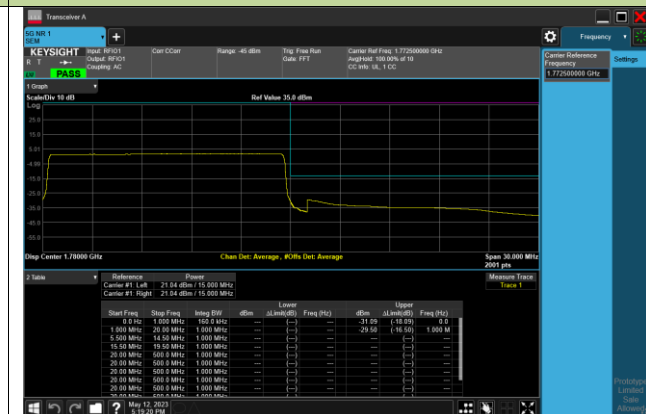 Transceiver A
5G NR 1
SEM
Frequency
KEYSIGHT
R T
PASS
Input: RFIO1
Output: RFIO1
Coupling: AC
Corr CCorr
Range: -45 dBm
Trig: Free Run
Gate: FFT
Carrier Ref Freq: 1.772500000 GHz
Avg|Hold: 100.00% of 10
CC Info: UL, 1 CC
Carrier Reference
Frequency
1.772500000 GHz
Settings
1 Graph
Scale/Div 10 dB
Ref Value 35.0 dBm
Log
25.0
15.0
5.01
-4.99
-15.0
-25.0
-35.0
-45.0
-55.0
Disp Center 1.78000 GHz
Chan Det: Average, #Offs Det: Average
Span 30.000 MHz
2001 pts
2 Table
Reference Power
Carrier #1: Left 21.04 dBm / 15.000 MHz
Carrier #1: Right 21.04 dBm / 15.000 MHz
Measure Trace
Trace 1
Lower Upper
Start Freq Stop Freq Integ BW dBm ΔLimit(dB) Freq (Hz) dBm ΔLimit(dB) Freq (Hz)
0.0 Hz 1.000 MHz 160.0 kHz --- (---) --- -31.09 (-18.09) 0.0
1.000 MHz 20.00 MHz 1.000 MHz --- (---) --- -29.50 (-16.50) 1.000 M
5.500 MHz 14.50 MHz 1.000 MHz --- (---) --- --- (---) ---
15.50 MHz 19.50 MHz 1.000 MHz --- (---) --- --- (---) ---
20.00 MHz 500.0 MHz 1.000 MHz --- (---) --- --- (---) ---
20.00 MHz 500.0 MHz 1.000 MHz --- (---) --- --- (---) ---
20.00 MHz 500.0 MHz 1.000 MHz --- (---) --- --- (---) ---
20.00 MHz 500.0 MHz 1.000 MHz --- (---) --- --- (---) ---
20.00 MHz 500.0 MHz 1.000 MHz --- (---) --- --- (---) ---
May 12, 2023
5:19:20 PM
Prototype
Limited
Sale
Allowed